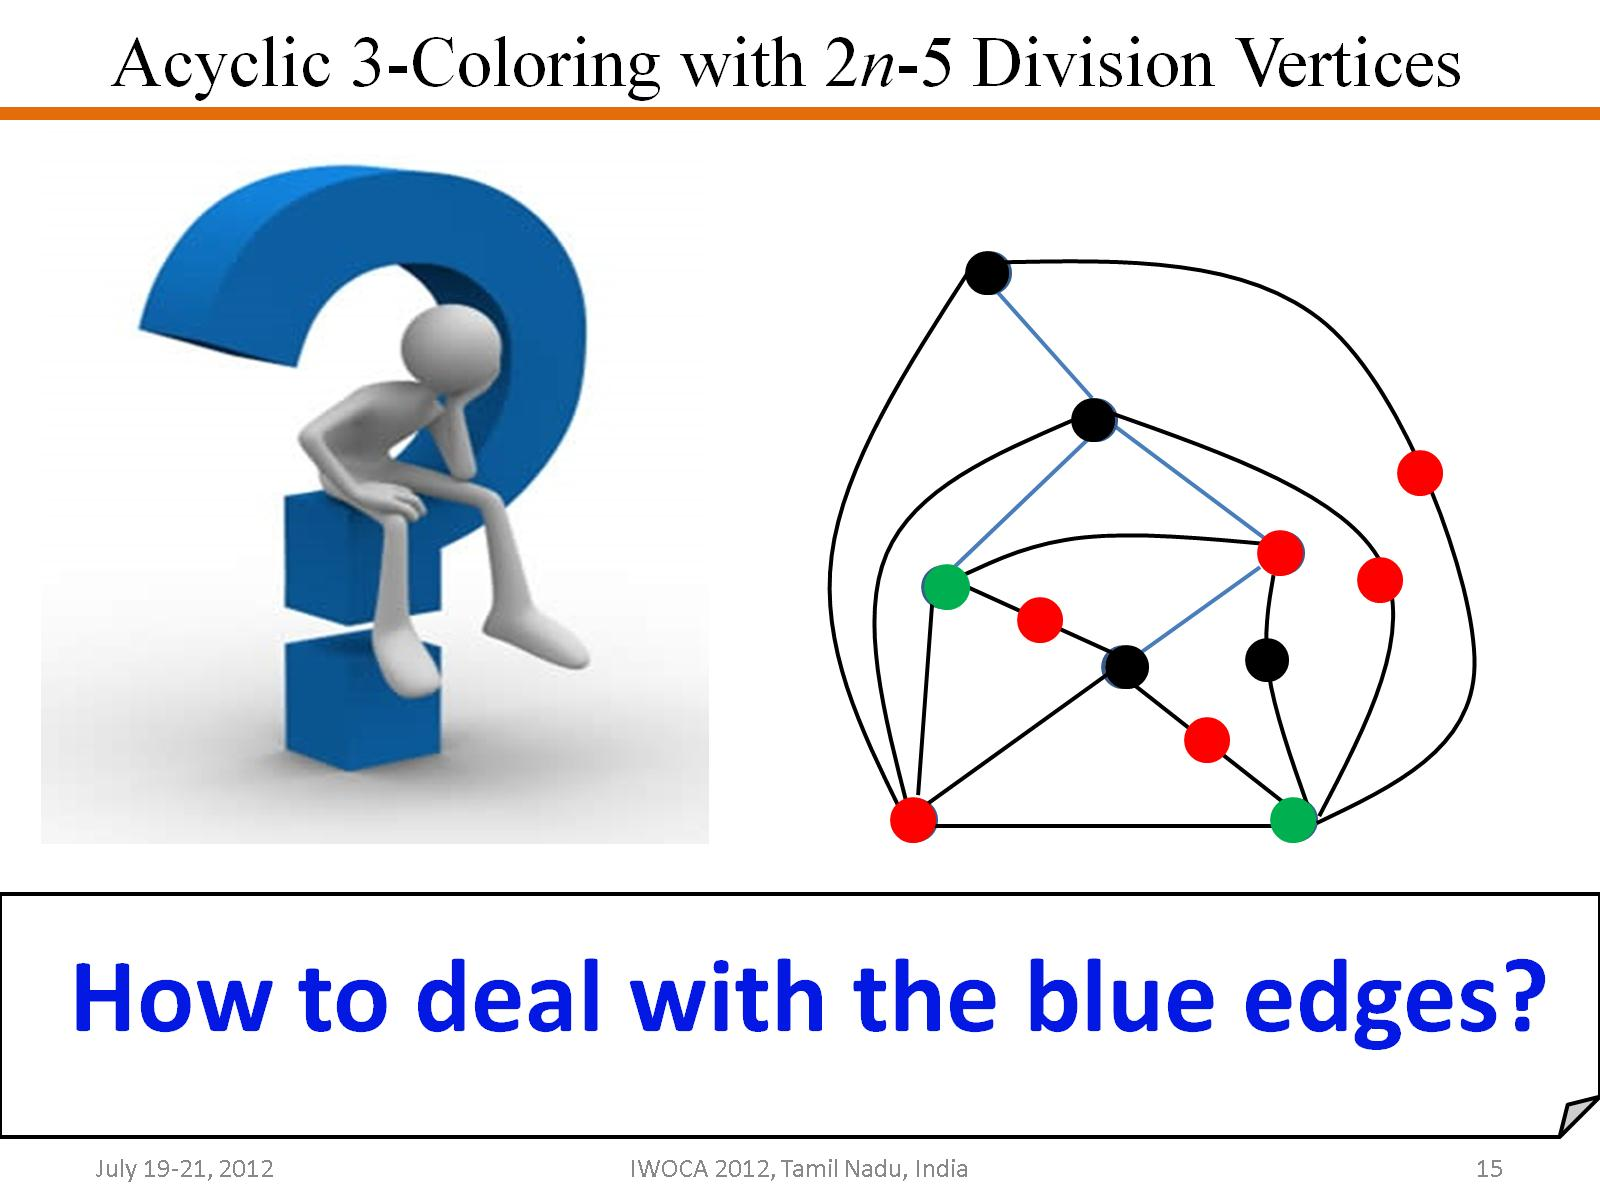 Acyclic 3-Coloring with 2n-5 Division Vertices
How to deal with the blue edges?
July 19-21, 2012
IWOCA 2012, Tamil Nadu, India
15